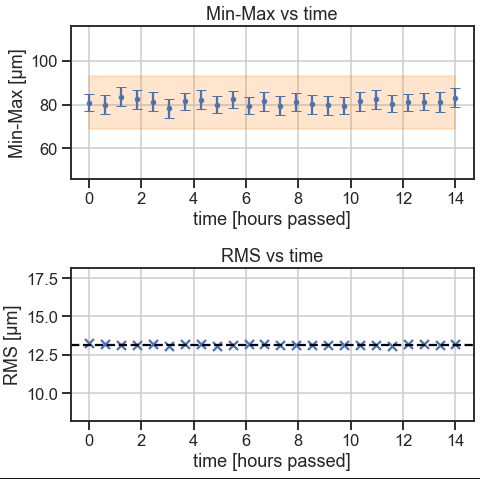 Min-Max vs time
Min-Max [µm]
100
80
60
0 2 4 6 8 10 12 14
time [hours passed]
RMS vs time
RMS [µm]
17.5
15.0
12.5
10.0
0 2 4 6 8 10 12 14
time [hours passed]